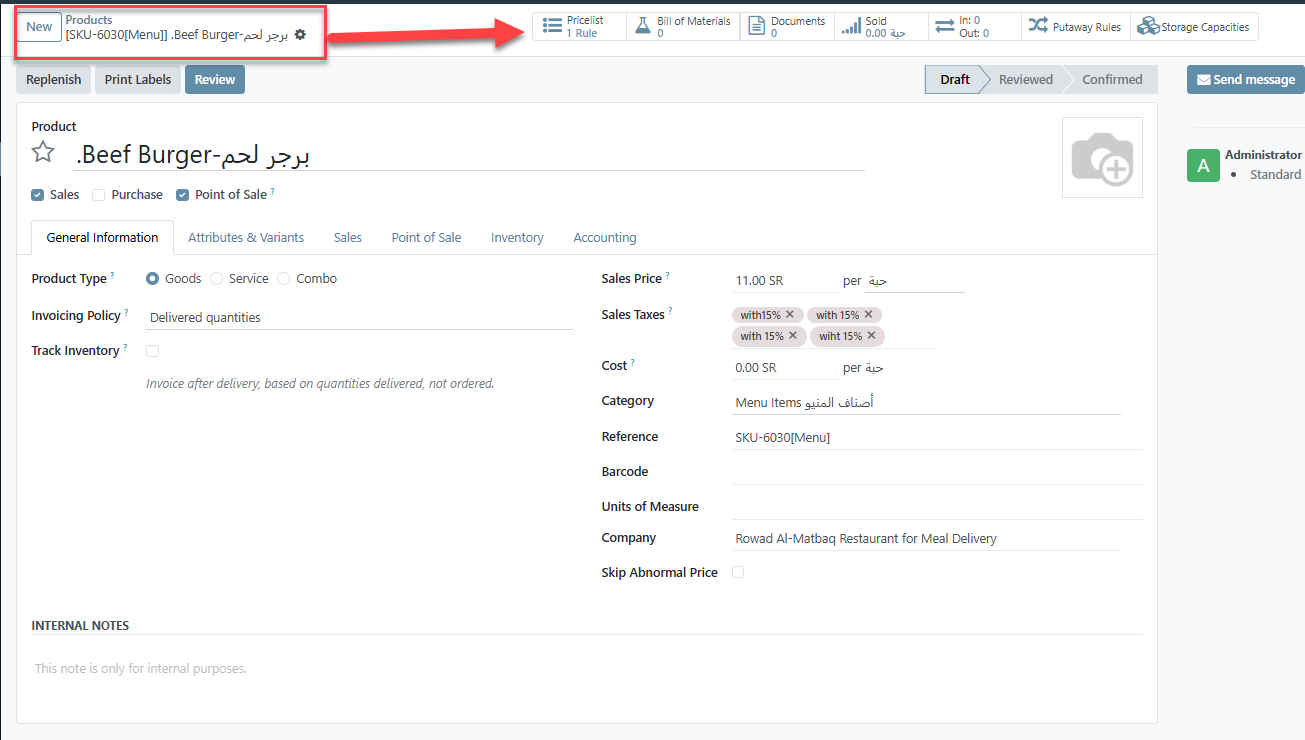 New
Products
[SKU-6030[Menu]] .Beef Burger-برجر لحم
Pricelist
1 Rule
Bill of Materials
0
Documents
0
Sold
0.00 حبة
In: 0
Out: 0
Putaway Rules
Storage Capacities
Replenish
Print Labels
Review
Draft
Reviewed
Confirmed
Send message
Product
.Beef Burger-برجر لحم
Sales
Purchase
Point of Sale ?
Administrator
A
Standard
General Information
Attributes & Variants
Sales
Point of Sale
Inventory
Accounting
Product Type ?
Goods
Service
Combo
Invoicing Policy ?
Delivered quantities
Track Inventory ?
Invoice after delivery, based on quantities delivered, not ordered.
Sales Price ?
11.00 SR per حبة
Sales Taxes ?
with15%
with 15%
with 15%
wiht 15%
Cost ?
0.00 SR per حبة
Category
Menu Items أصناف المنيو
Reference
SKU-6030[Menu]
Barcode
Units of Measure
Company
Rowad Al-Matbaq Restaurant for Meal Delivery
Skip Abnormal Price
INTERNAL NOTES
This note is only for internal purposes.